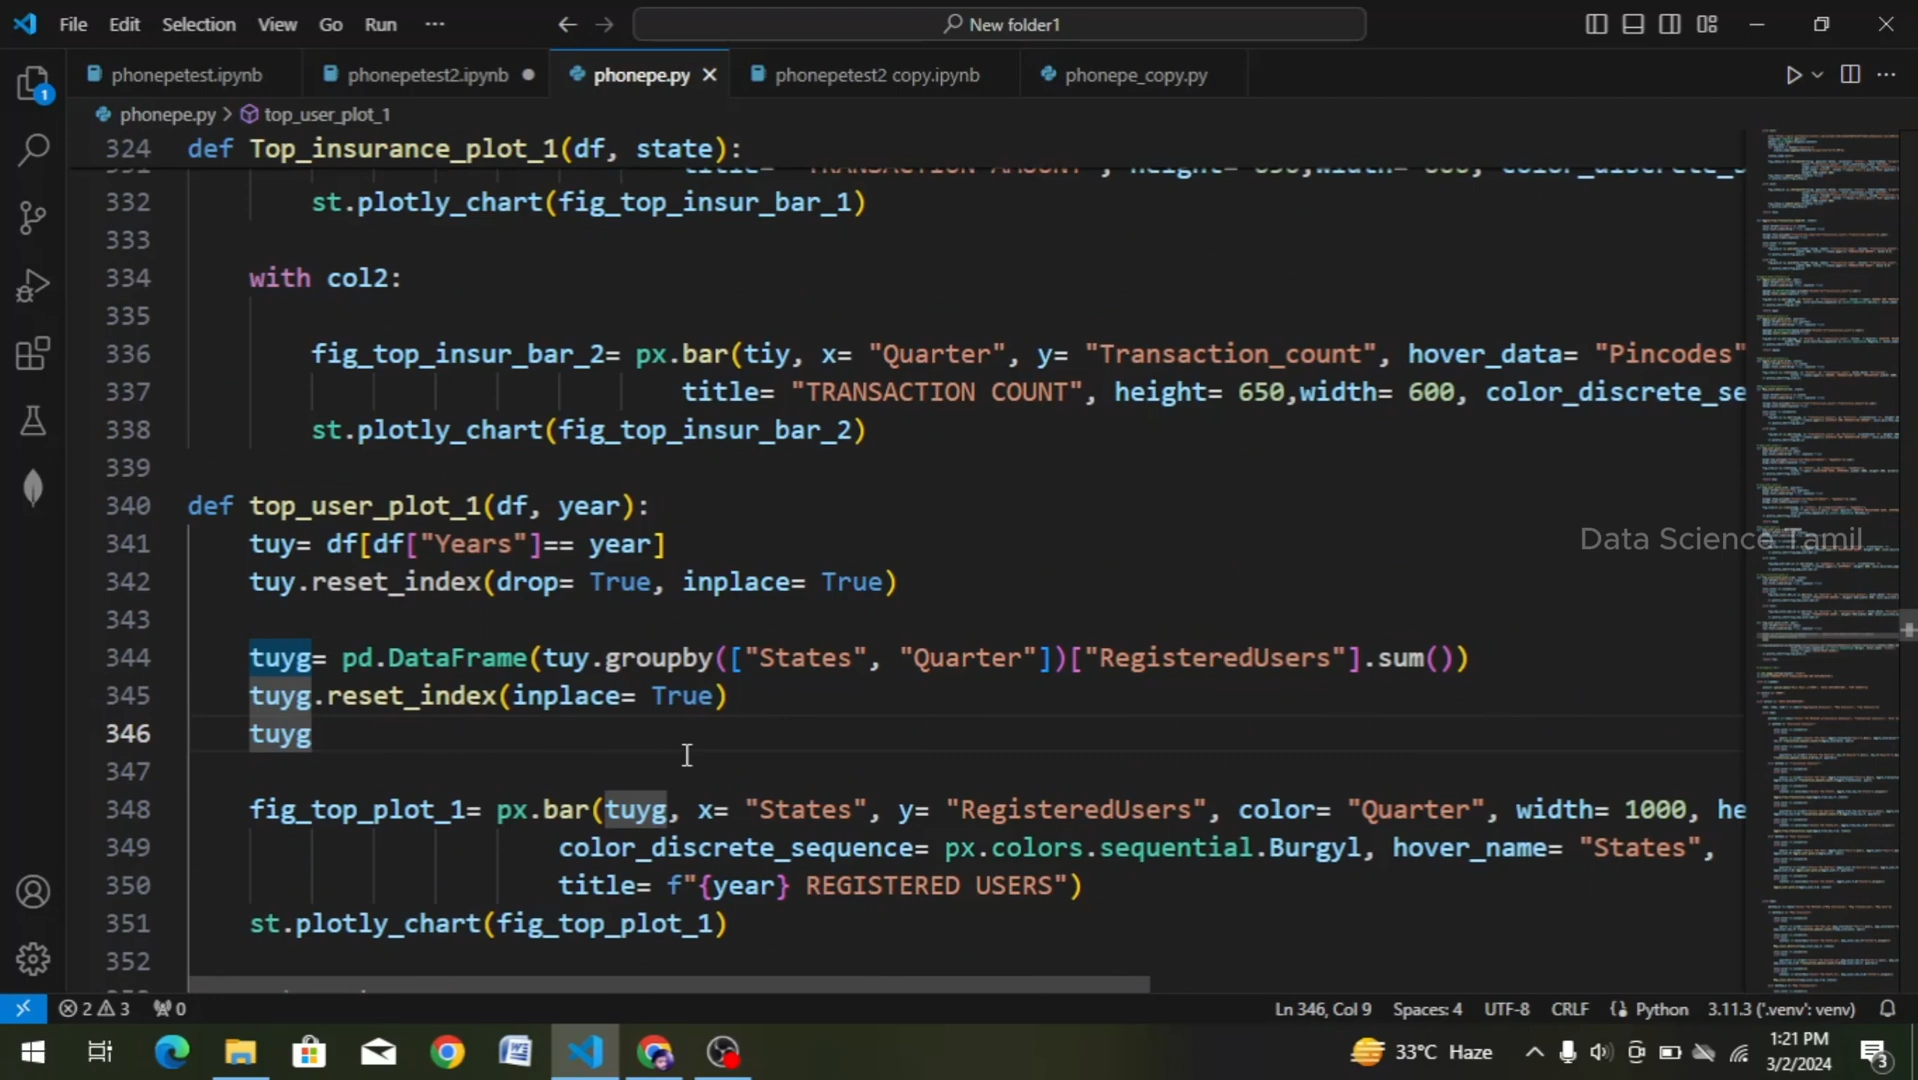 File Edit Selection View Go Run ··· New folder1
phonepetest.ipynb phonepetest2.ipynb phonepe.py phonepetest2 copy.ipynb phonepe_copy.py
phonepe.py > top_user_plot_1
324 def Top_insurance_plot_1(df, state):
332 st.plotly_chart(fig_top_insur_bar_1)
333
334 with col2:
335
336 fig_top_insur_bar_2= px.bar(tiy, x= "Quarter", y= "Transaction_count", hover_data= "Pincodes"
337 title= "TRANSACTION COUNT", height= 650,width= 600, color_discrete_se
338 st.plotly_chart(fig_top_insur_bar_2)
339
340 def top_user_plot_1(df, year):
341 tuy= df[df["Years"]== year]
342 tuy.reset_index(drop= True, inplace= True)
343
344 tuyg= pd.DataFrame(tuy.groupby(["States", "Quarter"])["RegisteredUsers"].sum())
345 tuyg.reset_index(inplace= True)
346 tuyg
347
348 fig_top_plot_1= px.bar(tuyg, x= "States", y= "RegisteredUsers", color= "Quarter", width= 1000, he
349 color_discrete_sequence= px.colors.sequential.Burgyl, hover_name= "States",
350 title= f"{year} REGISTERED USERS")
351 st.plotly_chart(fig_top_plot_1)
352
Data Science Tamil
1
2 3 0 Ln 346, Col 9 Spaces: 4 UTF-8 CRLF Python 3.11.3 ('.venv': venv)
33°C Haze
1:21 PM
3/2/2024
3